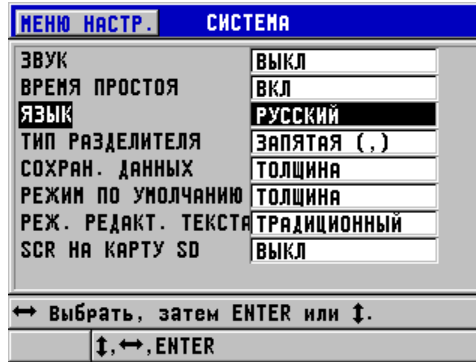 МЕНЮ НАСТР. СИСТЕМА
ЗВУК ВЫКЛ
ВРЕМЯ ПРОСТОЯ ВКЛ
ЯЗЫК РУССКИЙ
ТИП РАЗДЕЛИТЕЛЯ ЗАПЯТАЯ (,)
СОХРАН. ДАННЫХ ТОЛЩИНА
РЕЖИМ ПО УМОЛЧАНИЮ ТОЛЩИНА
РЕЖ. РЕДАКТ. ТЕКСТА ТРАДИЦИОННЫЙ
SCR НА КАРТУ SD ВЫКЛ
↔ Выбрать, затем ENTER или ↕.
↕,↔,ENTER